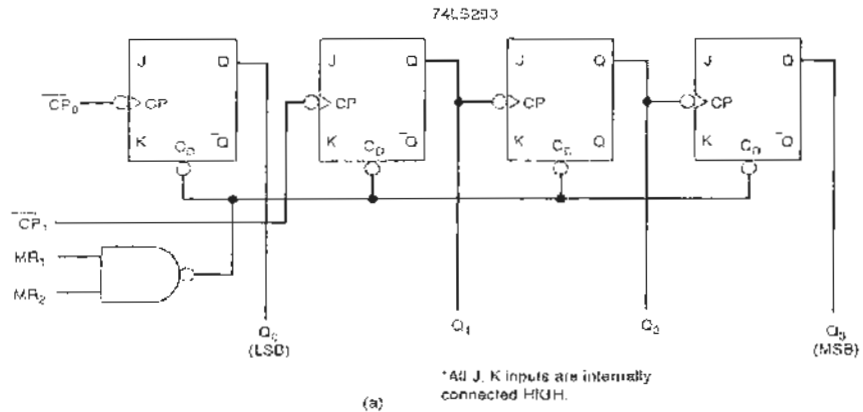 74LS293
J Q J Q J Q J Q
CP0 CP CP CP CP
K CD Q K CD Q K CD Q K CD Q
CP1
MR1
MR2
Q0 Q1 Q2 Q3
(LSB) (MSB)
*All J, K inputs are internally
connected HIGH.
(a)